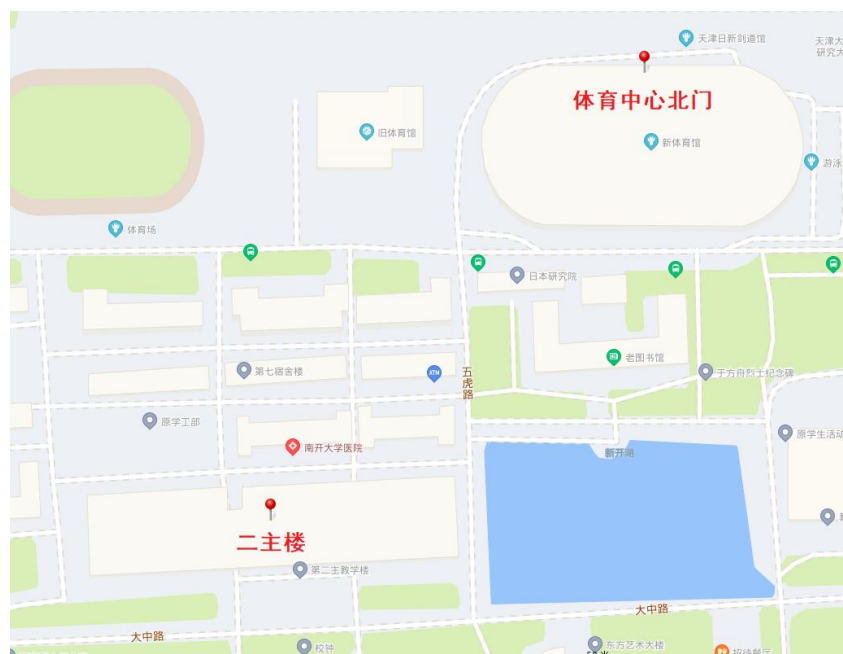 天津日新剑道馆
天津大
研究大
体育中心北门
旧体育馆
新体育馆
游泳
体育场
日本研究院
老图书馆
第七宿舍楼
ATM
五虎路
于方舟烈士纪念碑
原学工部
原学生活动
南开大学医院
新开湖
二主楼
第二主教学楼
大中路
大中路
校钟
东方艺术大楼
招待餐厅